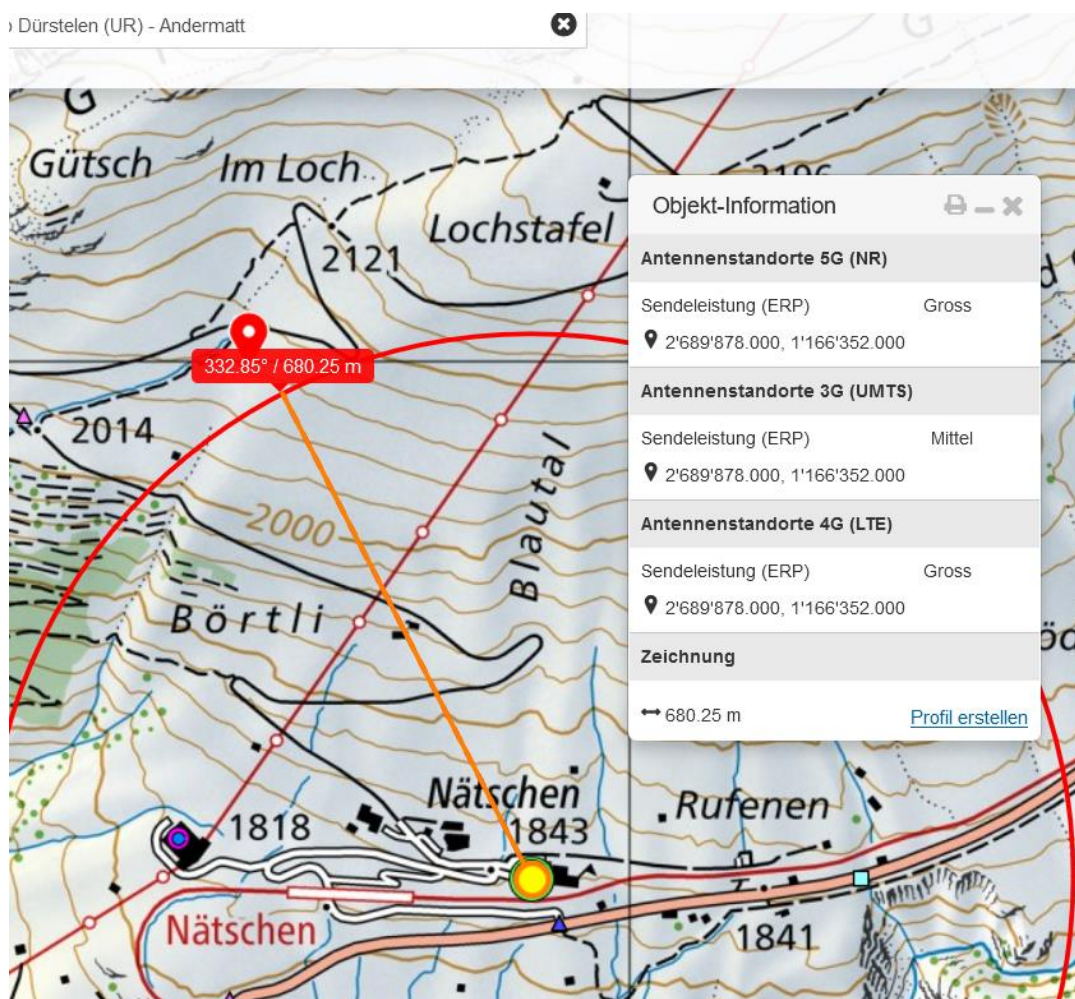 Dürstelen (UR) - Andermatt
G
G
Gütsch
Im Loch
2121
Lochstafel
332.85° / 680.25 m
2014
2000
Blautal
Börtli
Nätschen
1818
1843
Rufenen
Nätschen
1841
Objekt-Information
Antennenstandorte 5G (NR)
Sendeleistung (ERP) Gross
2'689'878.000, 1'166'352.000
Antennenstandorte 3G (UMTS)
Sendeleistung (ERP) Mittel
2'689'878.000, 1'166'352.000
Antennenstandorte 4G (LTE)
Sendeleistung (ERP) Gross
2'689'878.000, 1'166'352.000
Zeichnung
680.25 m
Profil erstellen